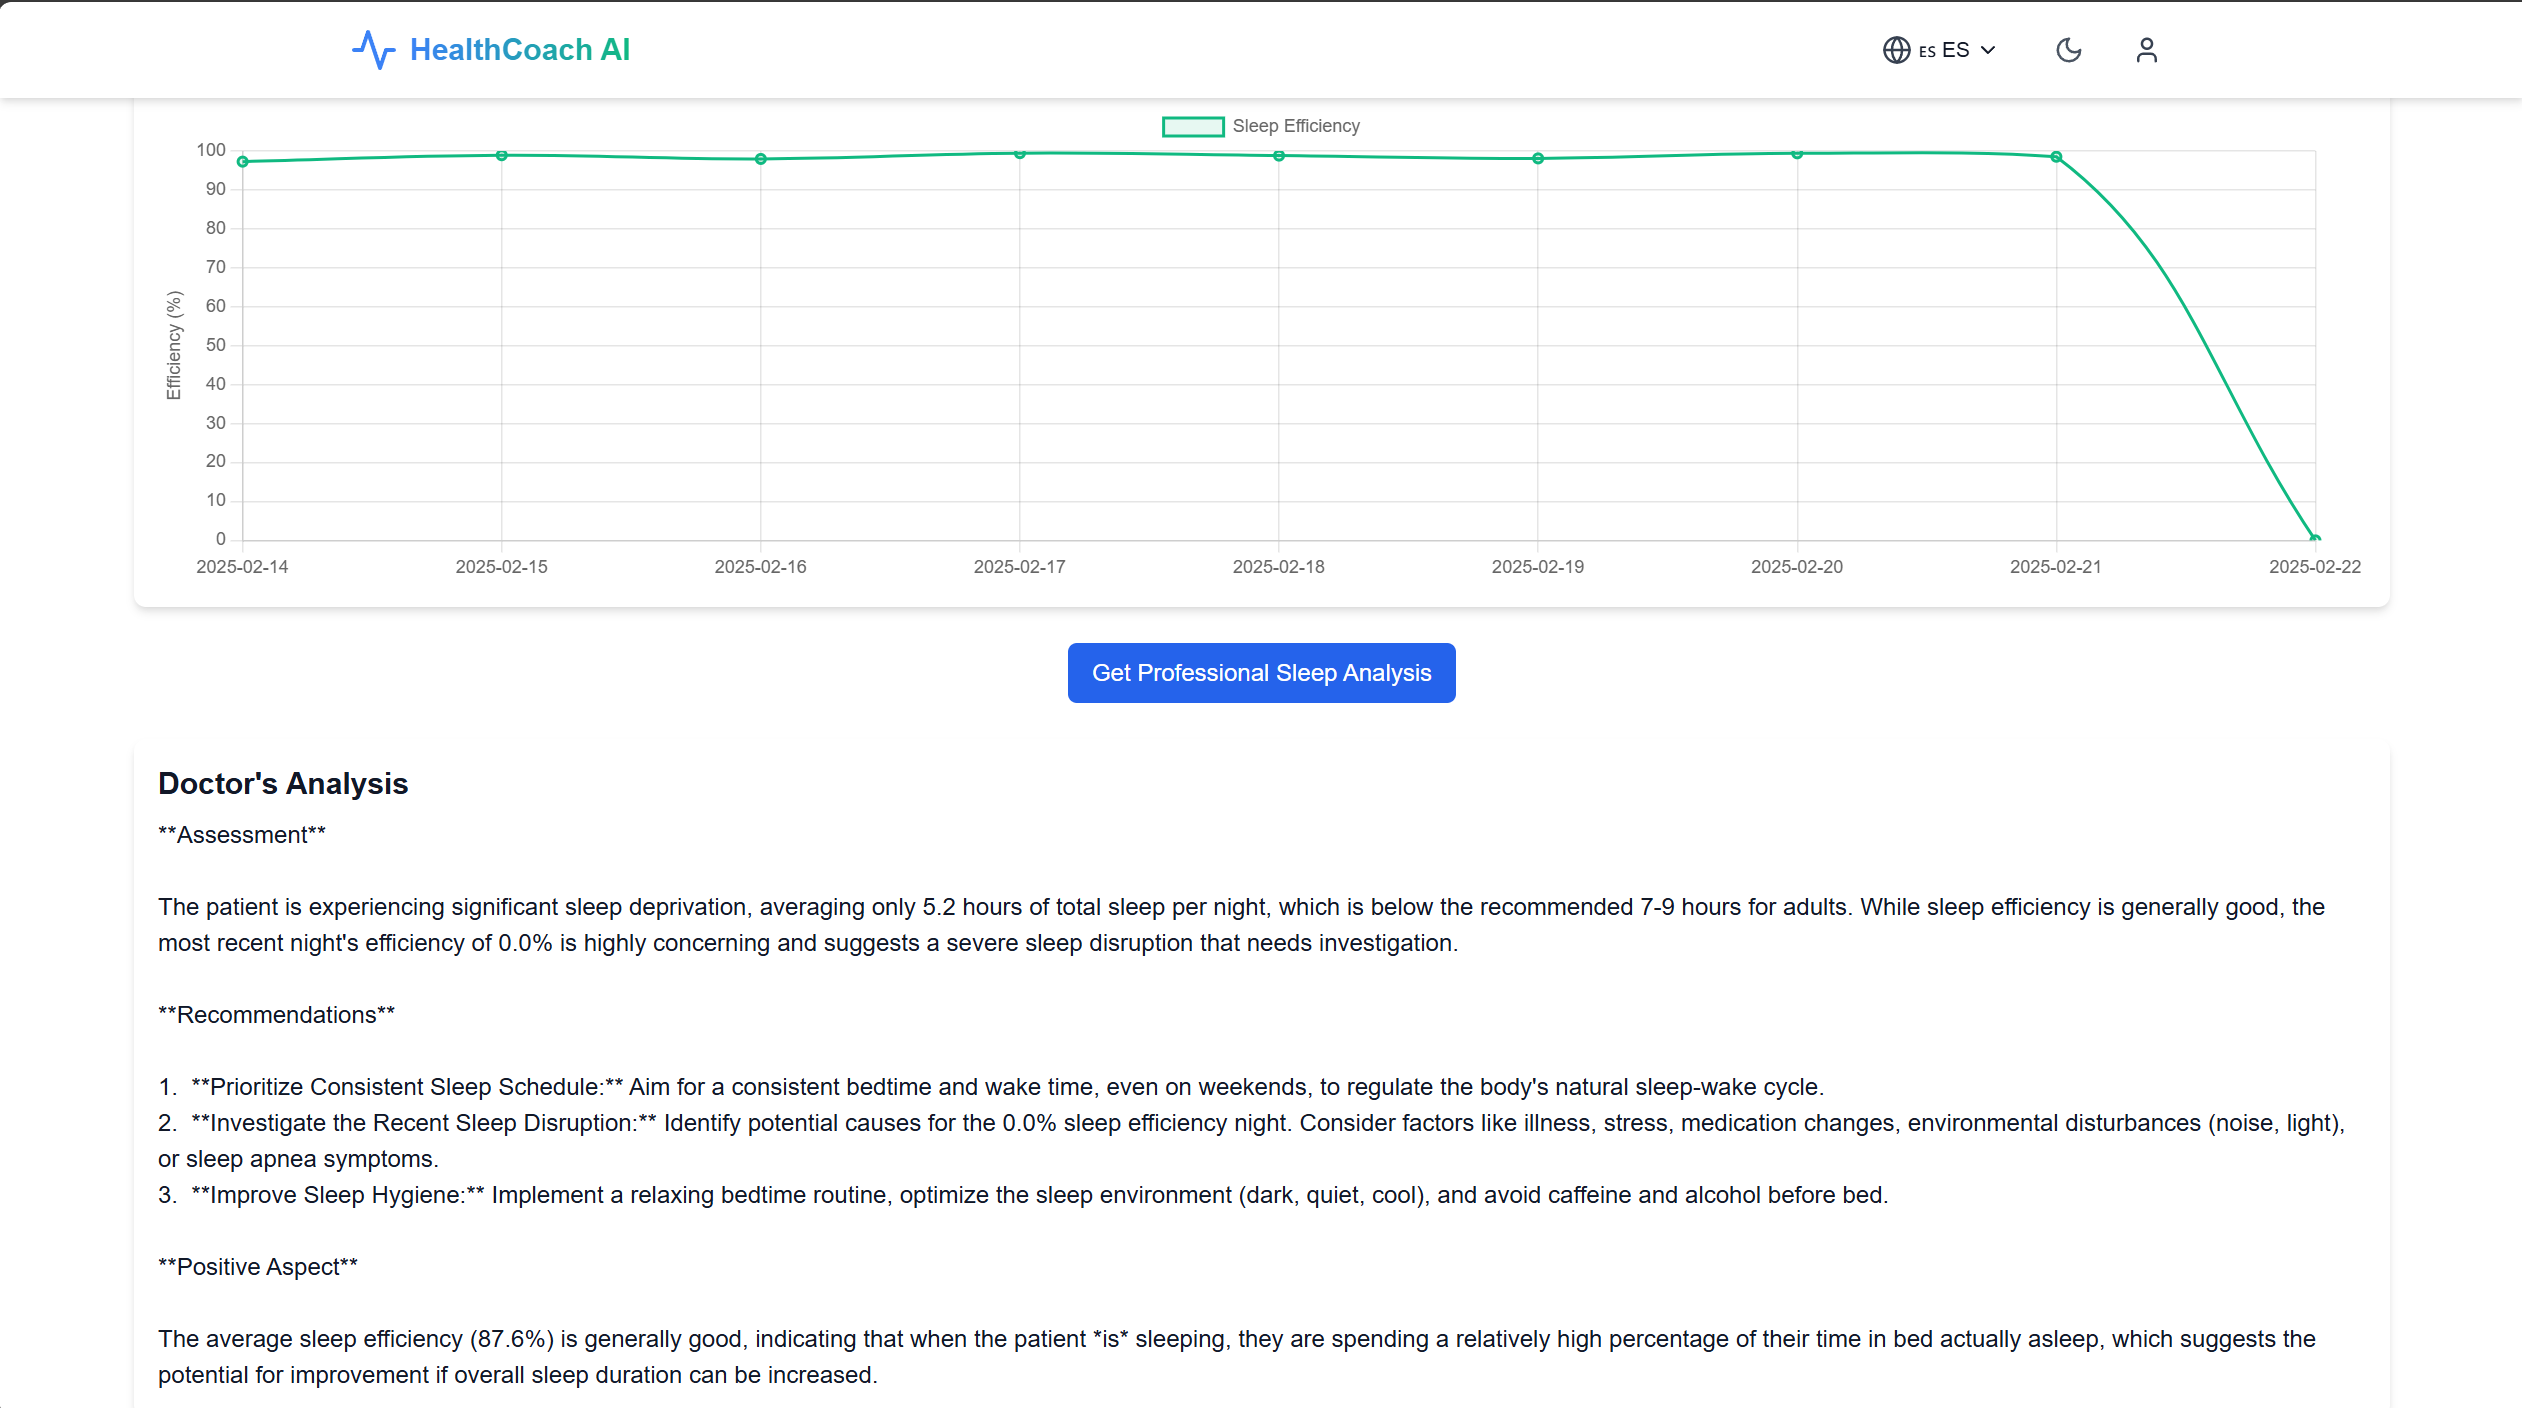 HealthCoach AI
ES ES
Sleep Efficiency
100
90
80
70
60
50
40
30
20
10
0
Efficiency (%)
2025-02-14 2025-02-15 2025-02-16 2025-02-17 2025-02-18 2025-02-19 2025-02-20 2025-02-21 2025-02-22
Get Professional Sleep Analysis
Doctor's Analysis
**Assessment**
The patient is experiencing significant sleep deprivation, averaging only 5.2 hours of total sleep per night, which is below the recommended 7-9 hours for adults. While sleep efficiency is generally good, the
most recent night's efficiency of 0.0% is highly concerning and suggests a severe sleep disruption that needs investigation.
**Recommendations**
1. **Prioritize Consistent Sleep Schedule:** Aim for a consistent bedtime and wake time, even on weekends, to regulate the body's natural sleep-wake cycle.
2. **Investigate the Recent Sleep Disruption:** Identify potential causes for the 0.0% sleep efficiency night. Consider factors like illness, stress, medication changes, environmental disturbances (noise, light),
or sleep apnea symptoms.
3. **Improve Sleep Hygiene:** Implement a relaxing bedtime routine, optimize the sleep environment (dark, quiet, cool), and avoid caffeine and alcohol before bed.
**Positive Aspect**
The average sleep efficiency (87.6%) is generally good, indicating that when the patient *is* sleeping, they are spending a relatively high percentage of their time in bed actually asleep, which suggests the
potential for improvement if overall sleep duration can be increased.